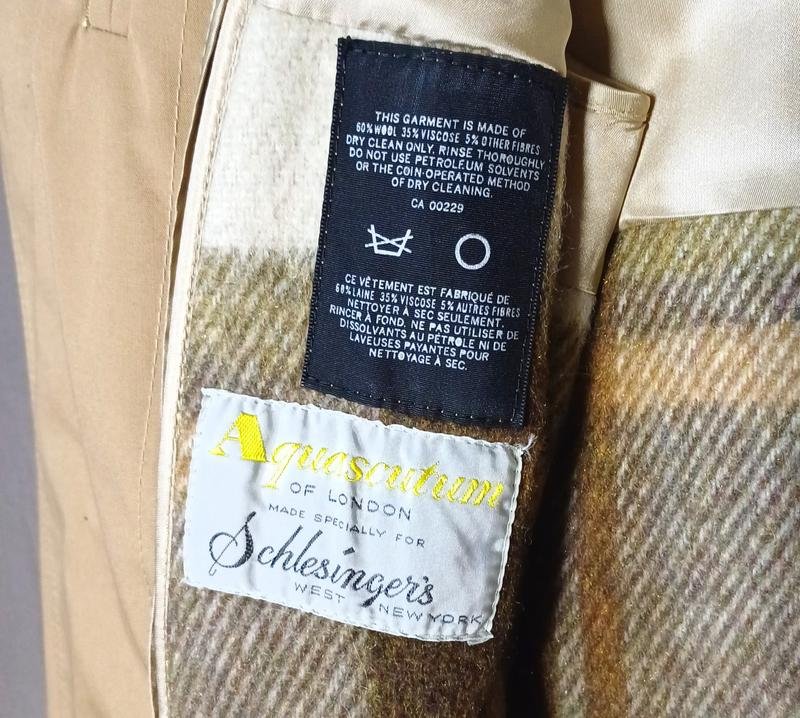 THIS GARMENT IS MADE OF
60% WOOL 35% VISCOSE 5% OTHER FIBRES
DRY CLEAN ONLY. RINSE THOROUGHLY
DO NOT USE PETROLEUM SOLVENTS
OR THE COIN-OPERATED METHOD
OF DRY CLEANING.
CA 00229
CE VÊTEMENT EST FABRIQUÉ DE
60% LAINE 35% VISCOSE 5% AUTRES FIBRES
NETTOYER À SEC SEULEMENT.
RINCER À FOND. NE PAS UTILISER DE
DISSOLVANTS AU PÉTROLE NI DE
LAVEUSES PAYANTES POUR
NETTOYAGE À SEC.
Aquascutum
OF LONDON
MADE SPECIALLY FOR
Schlesinger's
WEST NEW YORK